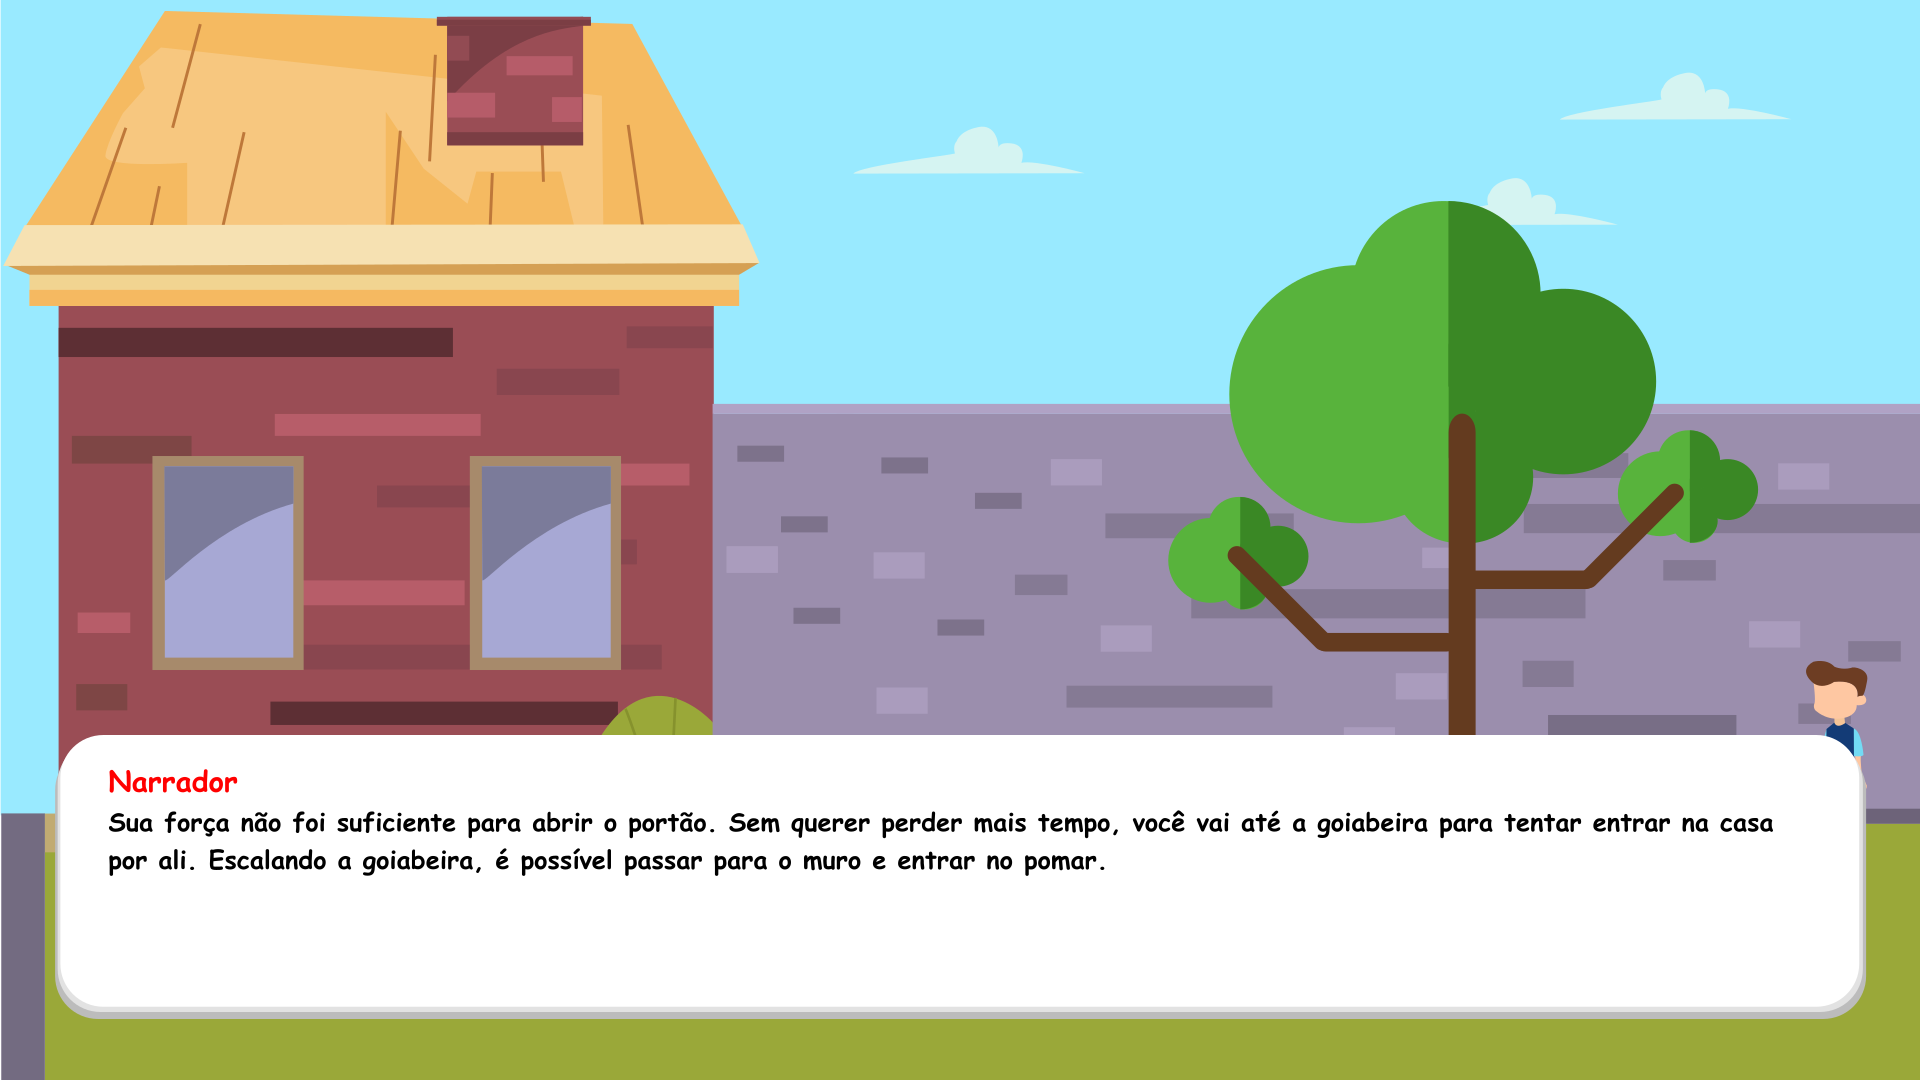 Narrador
Sua força não foi suficiente para abrir o portão. Sem querer perder mais tempo, você vai até a goiabeira para tentar entrar na casa
por ali. Escalando a goiabeira, é possível passar para o muro e entrar no pomar.